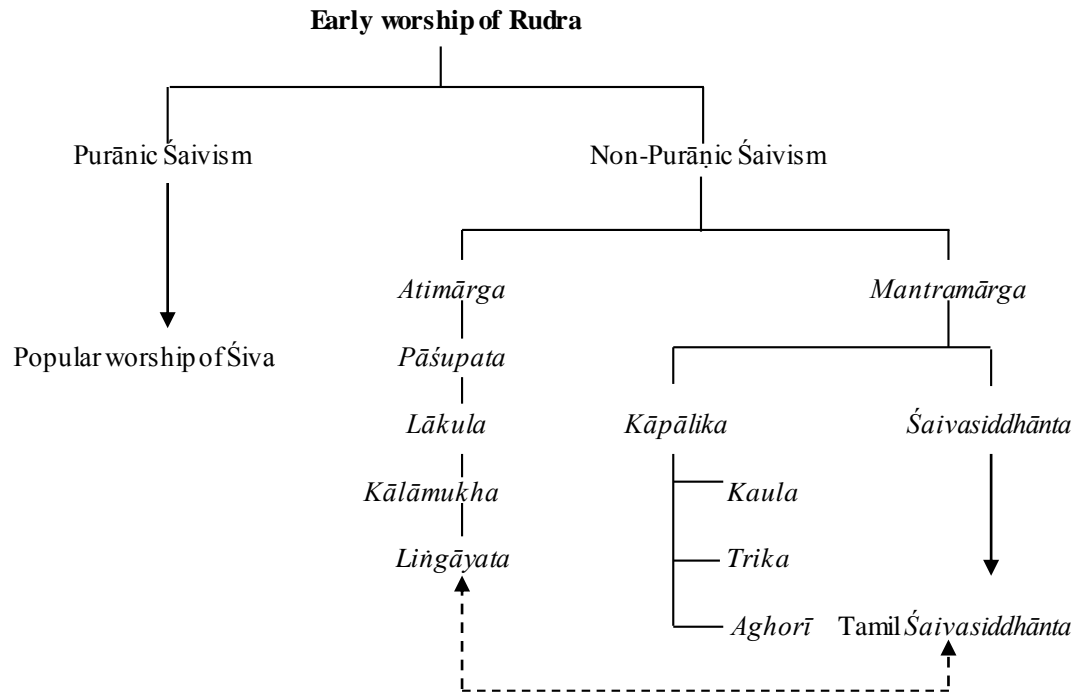 Early worship of Rudra
Purānic Śaivism
Non-Purāṇic Śaivism
Atimārga
Mantramārga
Popular worship of Śiva
Pāśupata
Lākula
Kāpālika
Śaivasiddhānta
Kālāmukha
Kaula
Liṅgāyata
Trika
Aghorī
Tamil Śaivasiddhānta